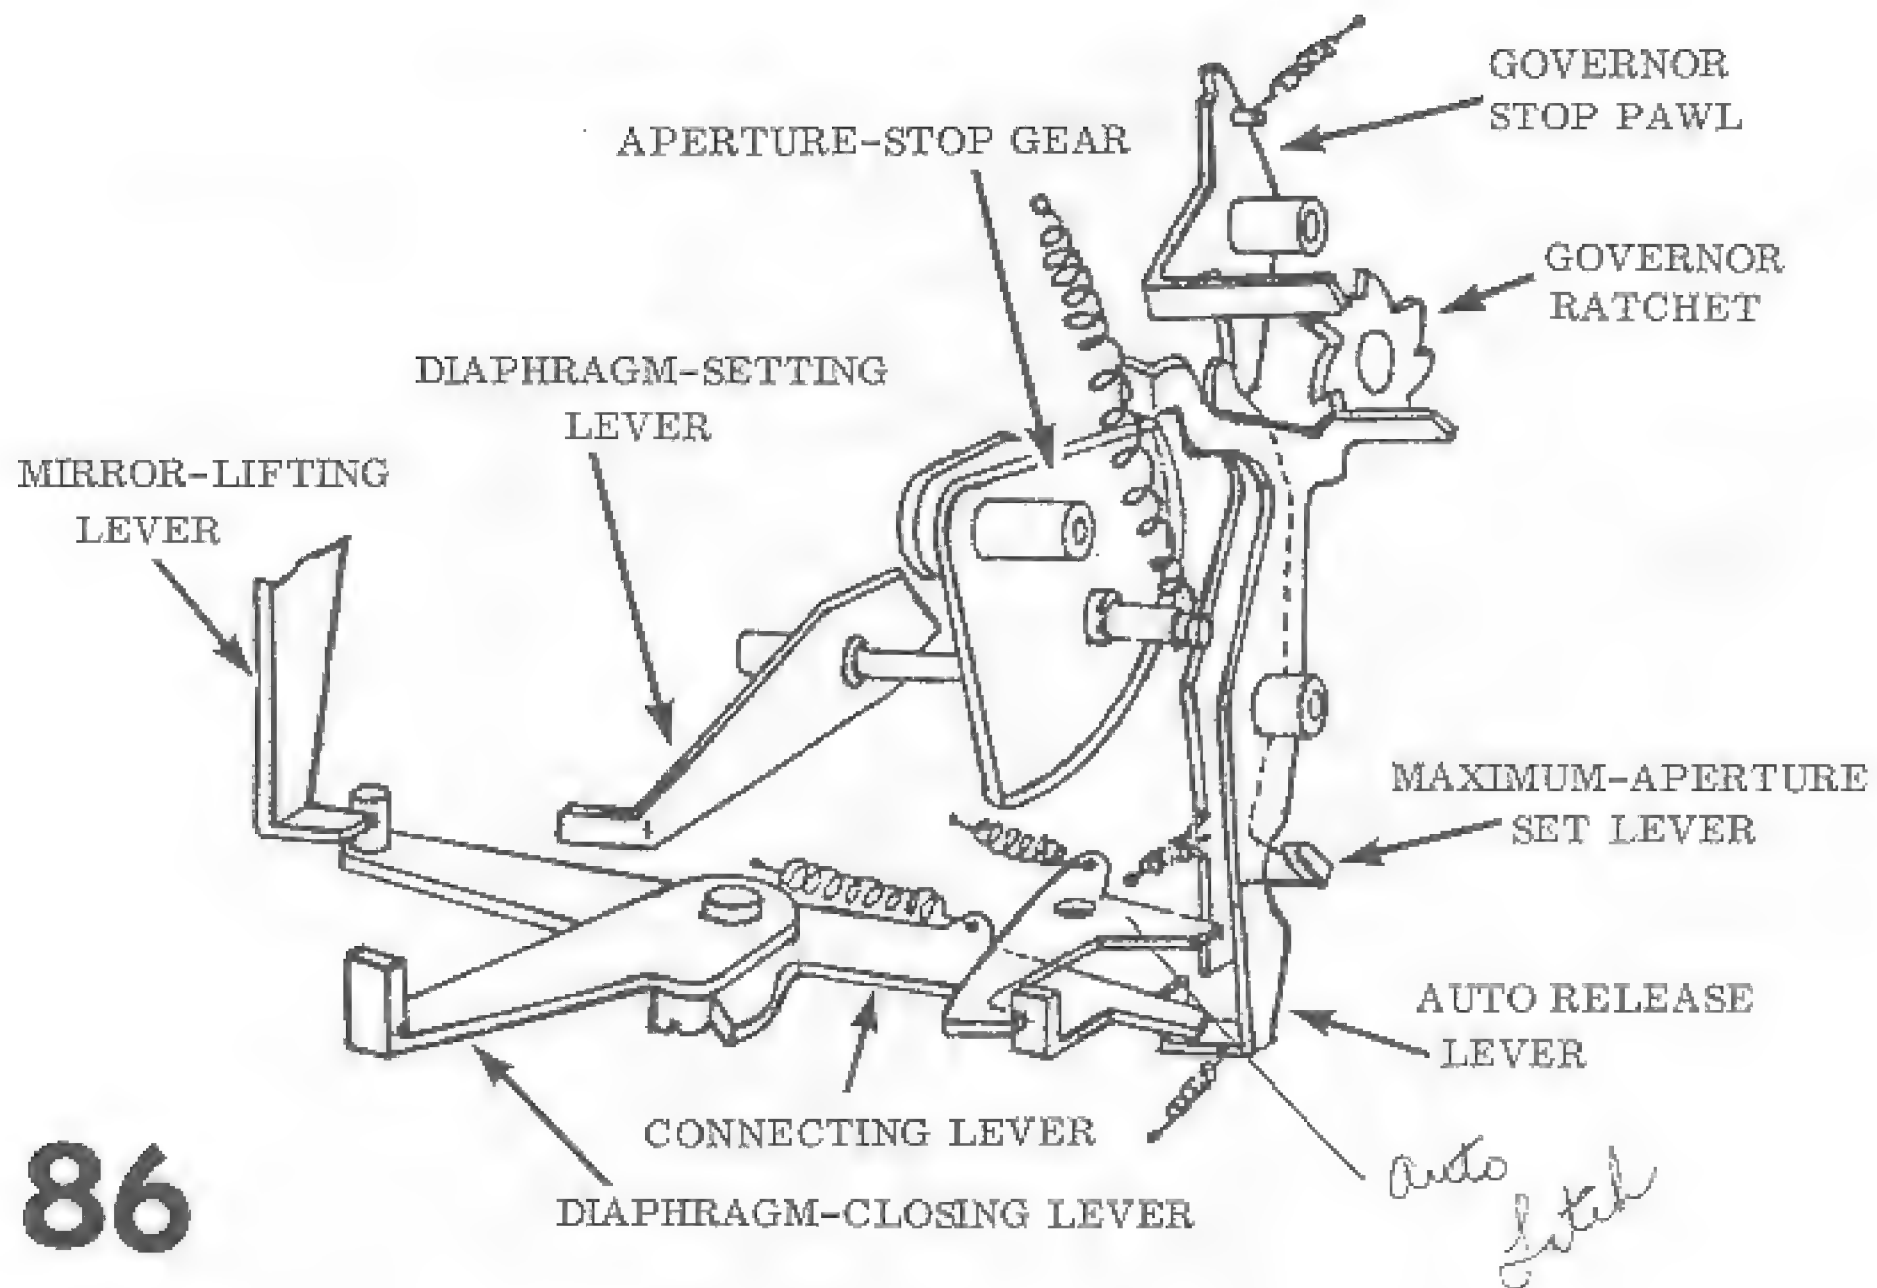 GOVERNOR
STOP PAWL
APERTURE-STOP GEAR
GOVERNOR
RATCHET
DIAPHRAGM-SETTING
LEVER
MIRROR-LIFTING
LEVER
MAXIMUM-APERTURE
SET LEVER
AUTO RELEASE
LEVER
CONNECTING LEVER
DIAPHRAGM-CLOSING LEVER
86
auto
Latch